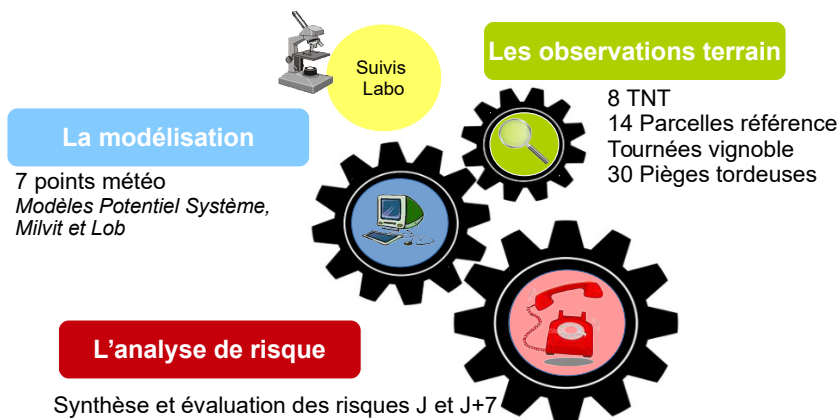 Suivis
Labo
Les observations terrain
8 TNT
14 Parcelles référence
Tournées vignoble
30 Pièges tordeuses
La modélisation
7 points météo
Modèles Potentiel Système,
Milvit et Lob
L'analyse de risque
Synthèse et évaluation des risques J et J+7